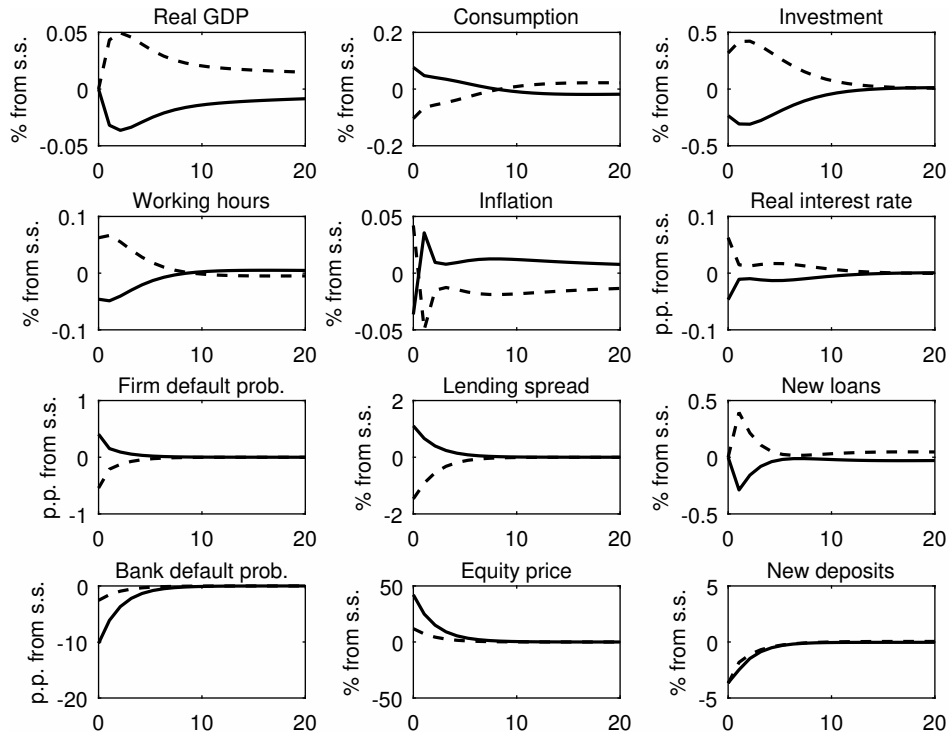 Real GDP
% from s.s.
0.05
0
-0.05
0 10 20
Consumption
% from s.s.
0.2
0
-0.2
0 10 20
Investment
% from s.s.
0.5
0
-0.5
0 10 20
Working hours
% from s.s.
0.1
0
-0.1
0 10 20
Inflation
% from s.s.
0.05
0
-0.05
0 10 20
Real interest rate
p.p. from s.s.
0.1
0
-0.1
0 10 20
Firm default prob.
p.p. from s.s.
1
0
-1
0 10 20
Lending spread
% from s.s.
2
0
-2
0 10 20
New loans
% from s.s.
0.5
0
-0.5
0 10 20
Bank default prob.
p.p. from s.s.
0
-10
-20
0 10 20
Equity price
% from s.s.
50
0
-50
0 10 20
New deposits
% from s.s.
5
0
-5
0 10 20